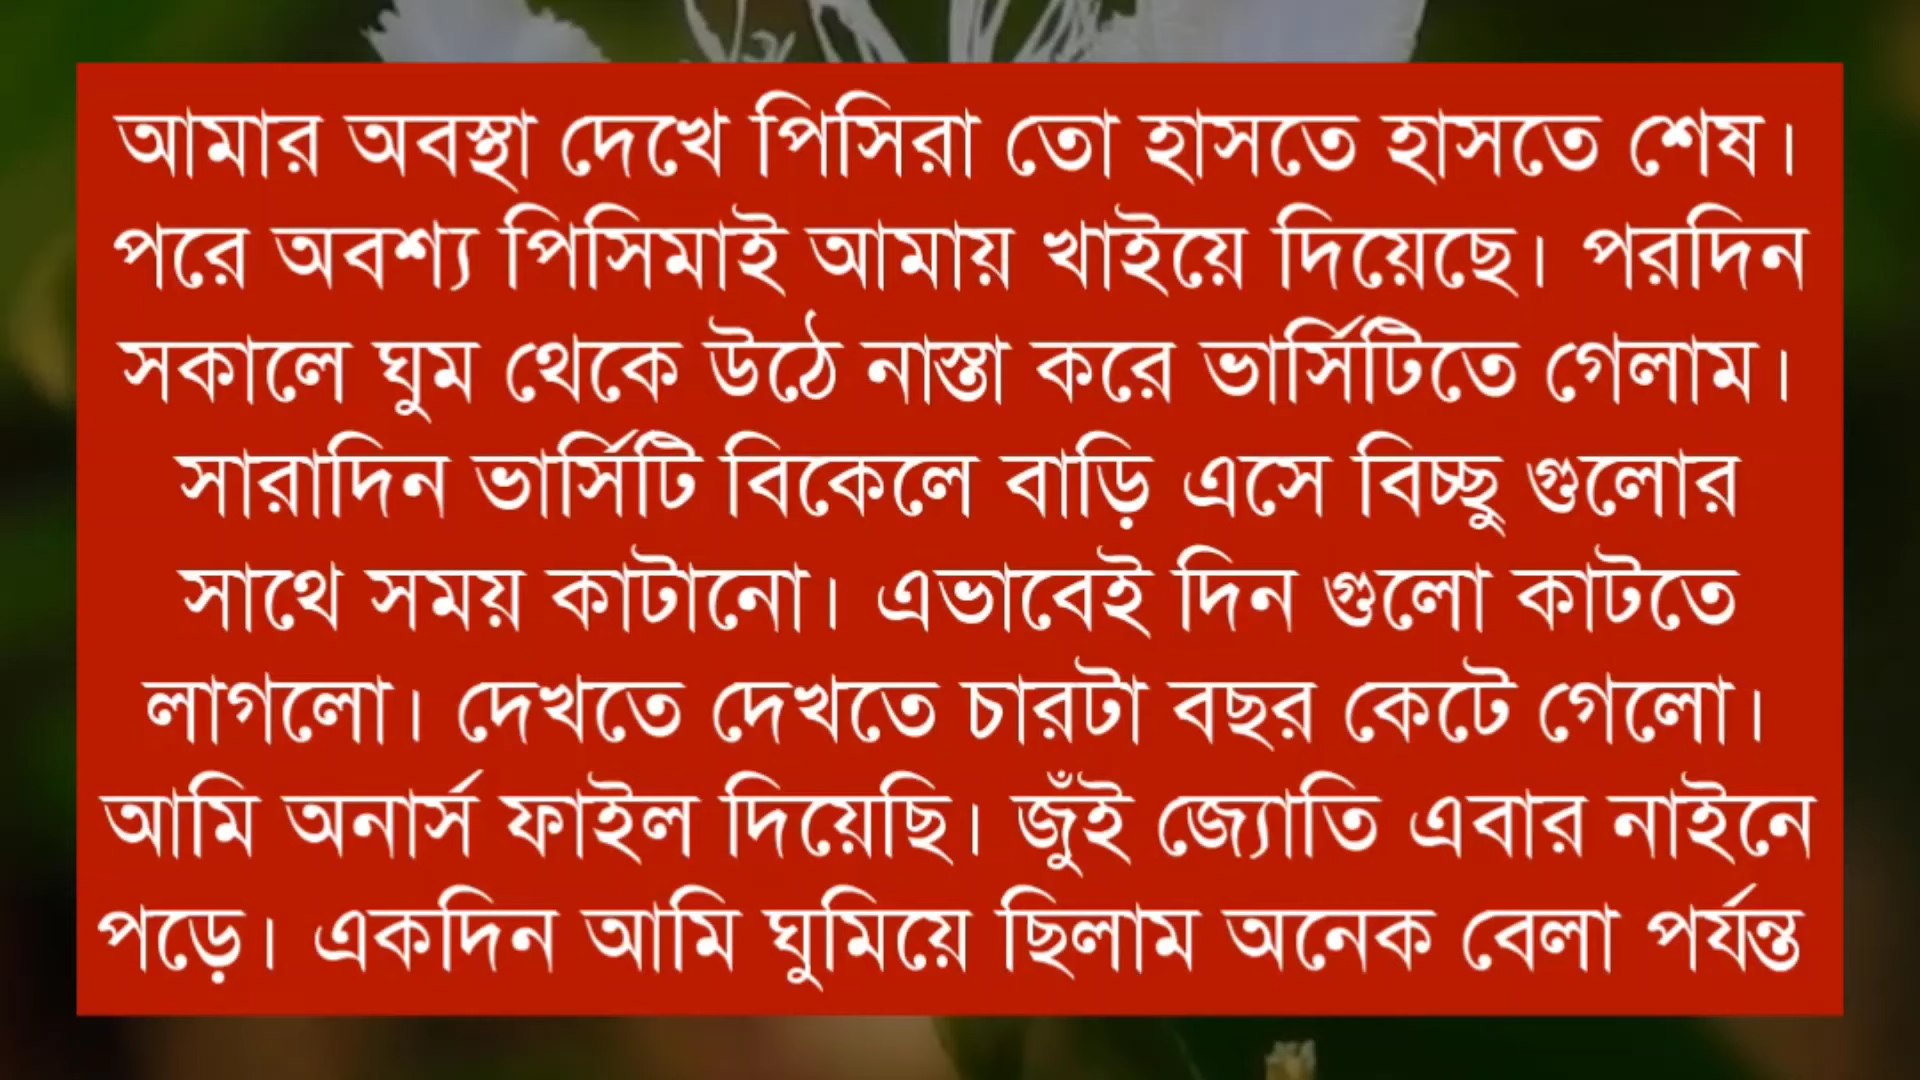 আমার অবস্থা দেখে পিসিরা তো হাসতে হাসতে শেষ।
পরে অবশ্য পিসিমাই আমায় খাইয়ে দিয়েছে। পরদিন
সকালে ঘুম থেকে উঠে নাস্তা করে ভার্সিটিতে গেলাম।
সারাদিন ভার্সিটি বিকেলে বাড়ি এসে বিচ্ছু গুলোর
সাথে সময় কাটানো। এভাবেই দিন গুলো কাটতে
লাগলো। দেখতে দেখতে চারটা বছর কেটে গেলো।
আমি অনার্স ফাইল দিয়েছি। জুঁই জ্যোতি এবার নাইনে
পড়ে। একদিন আমি ঘুমিয়ে ছিলাম অনেক বেলা পর্যন্ত